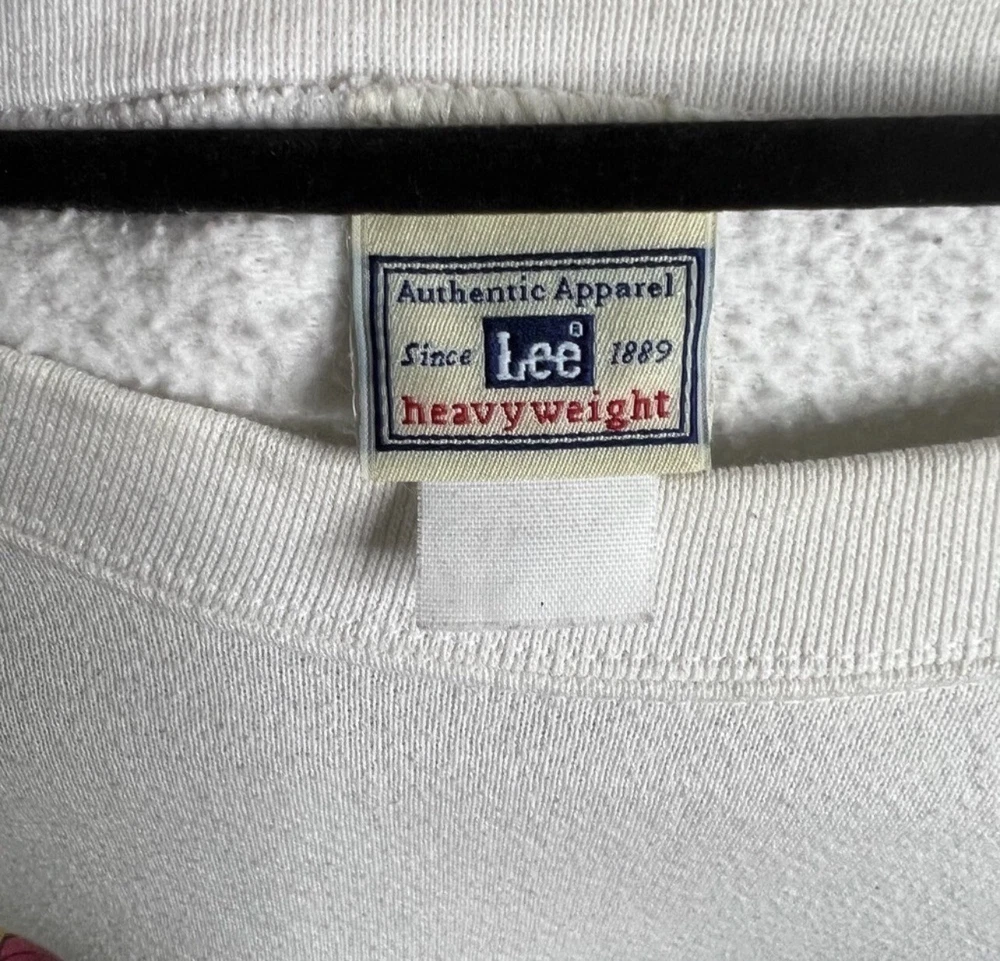 Authentic Apparel
Since Lee® 1889
heavyweight